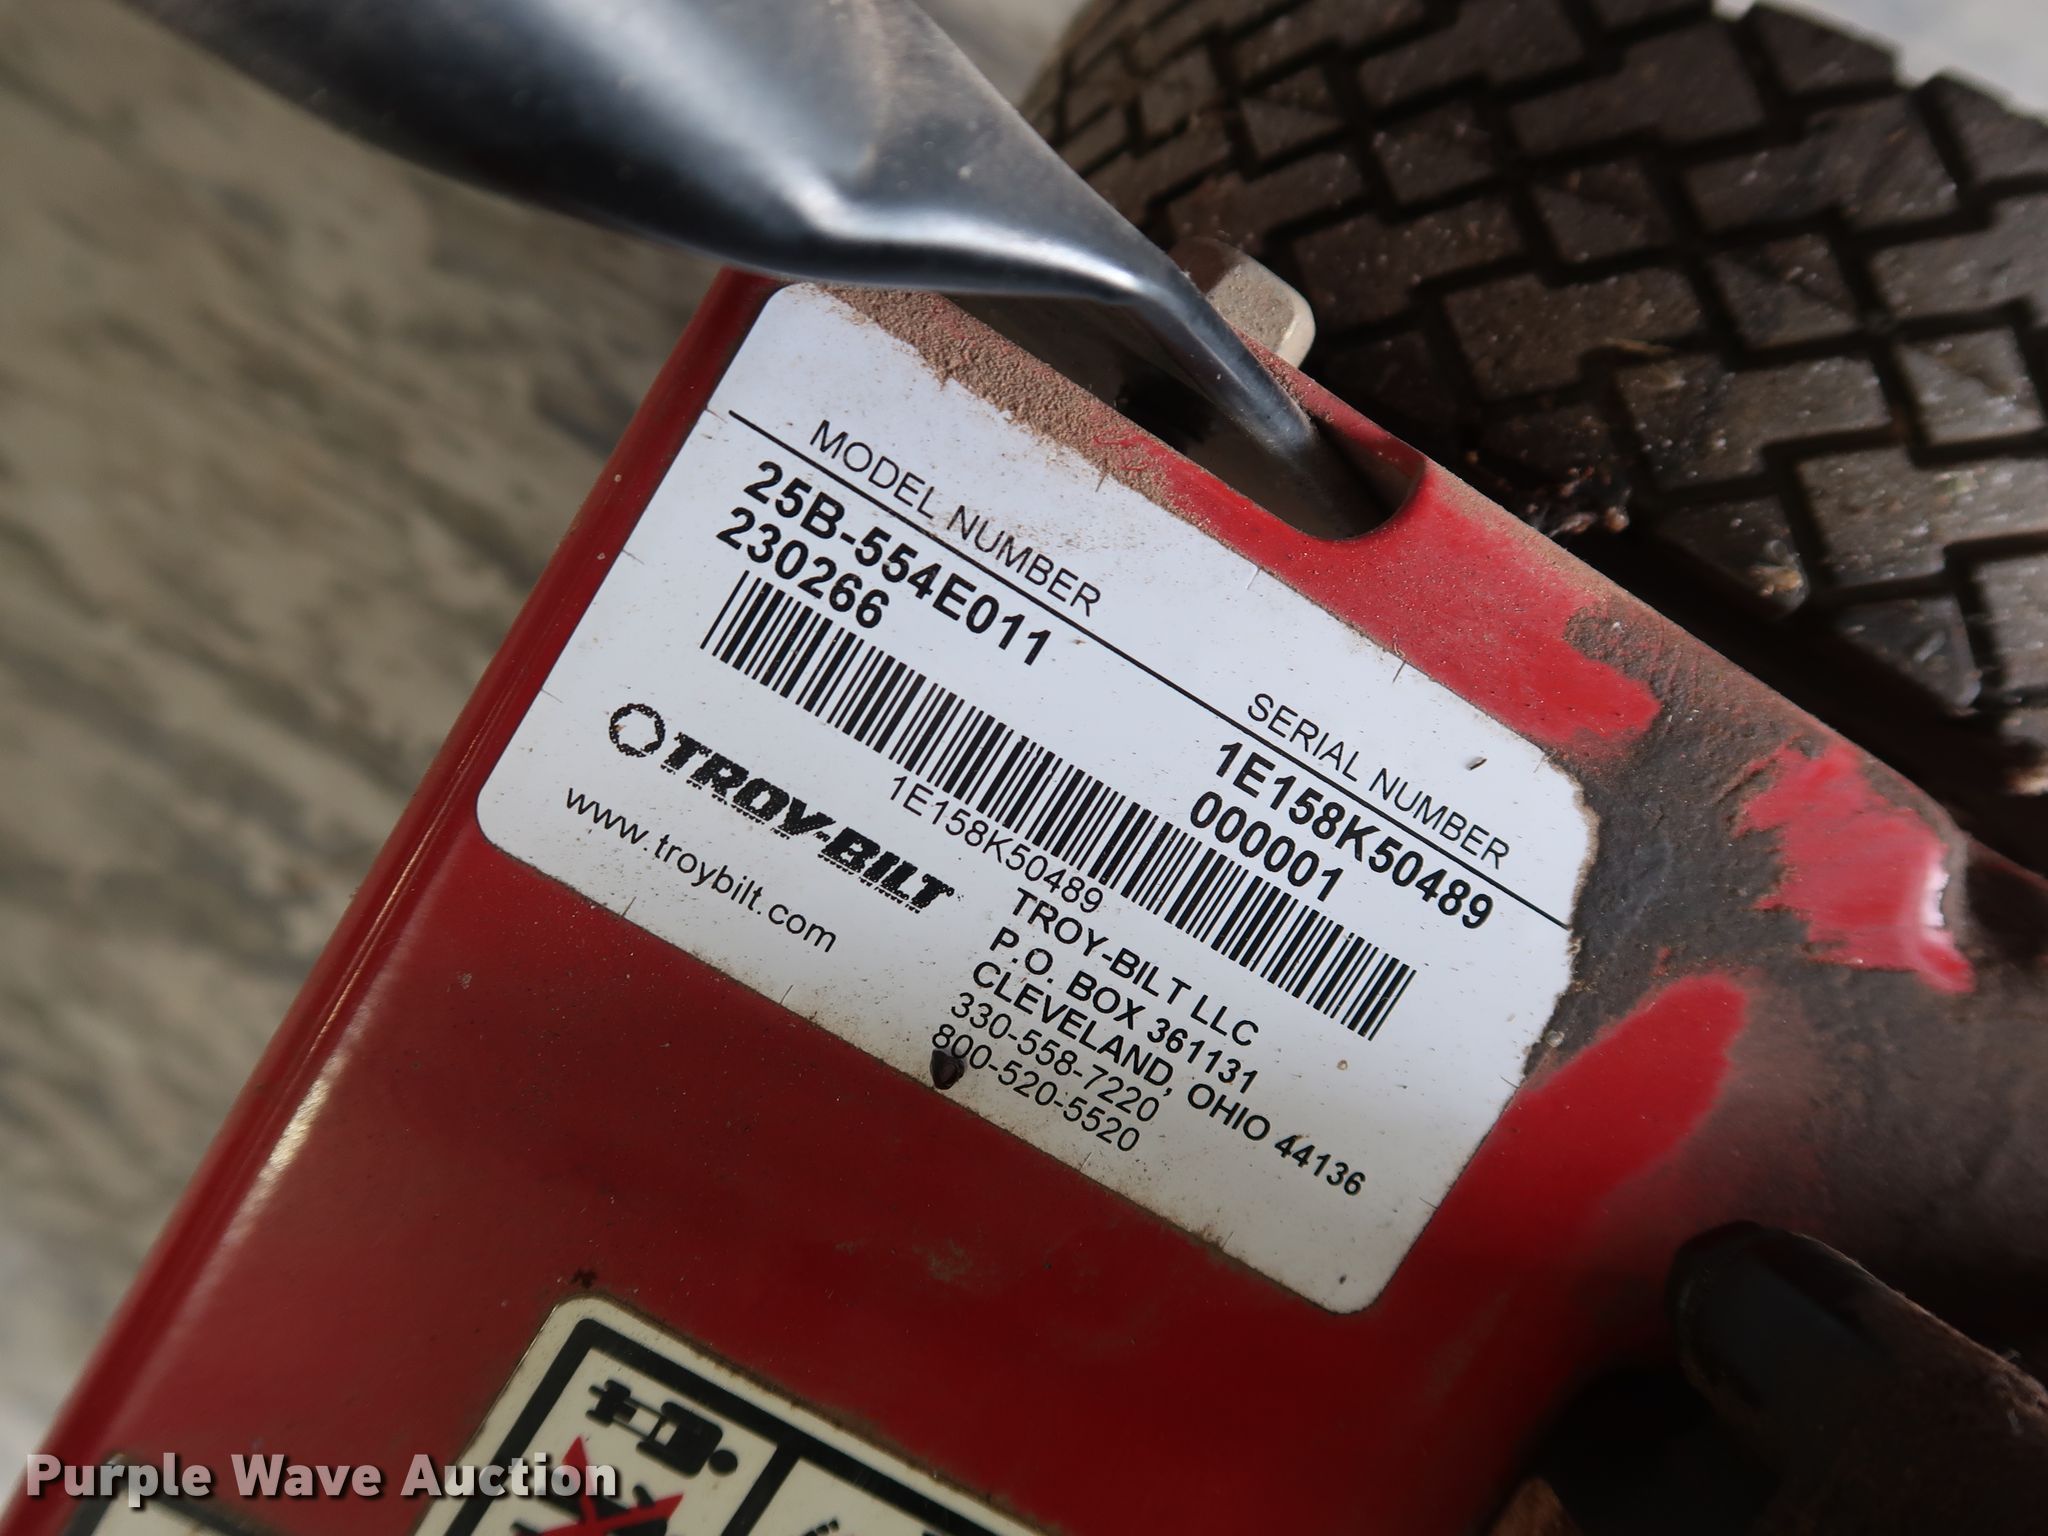 MODEL NUMBER
25B-554E011
230266
SERIAL NUMBER
1E158K50489
000001
1E158K50489
TROY-BILT
www.troybilt.com
TROY-BILT LLC
P.O. BOX 361131
CLEVELAND, OHIO 44136
330-558-7220
800-520-5520
Purple Wave Auction